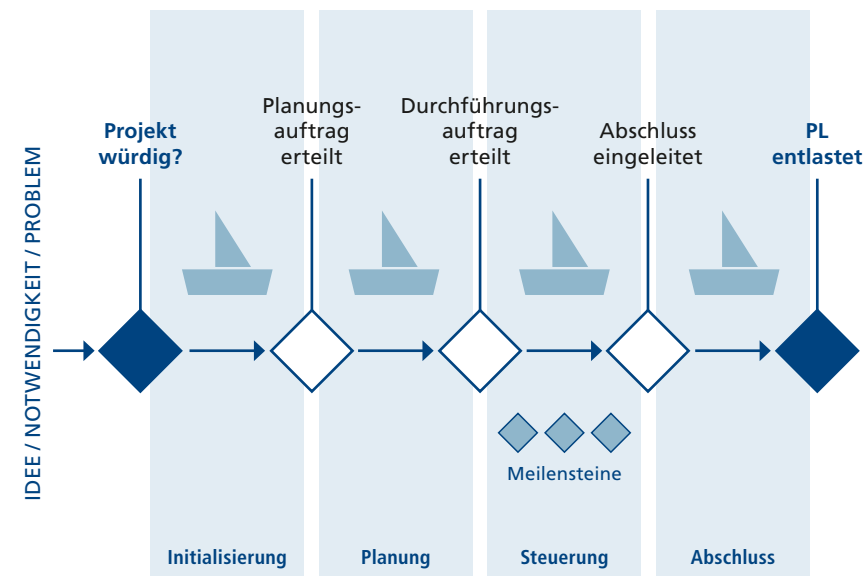 IDEE / NOTWENDIGKEIT / PROBLEM
Projekt
würdig?
Planungs-
auftrag
erteilt
Durchführungs-
auftrag
erteilt
Abschluss
eingeleitet
PL
entlastet
Meilensteine
Initialisierung
Planung
Steuerung
Abschluss